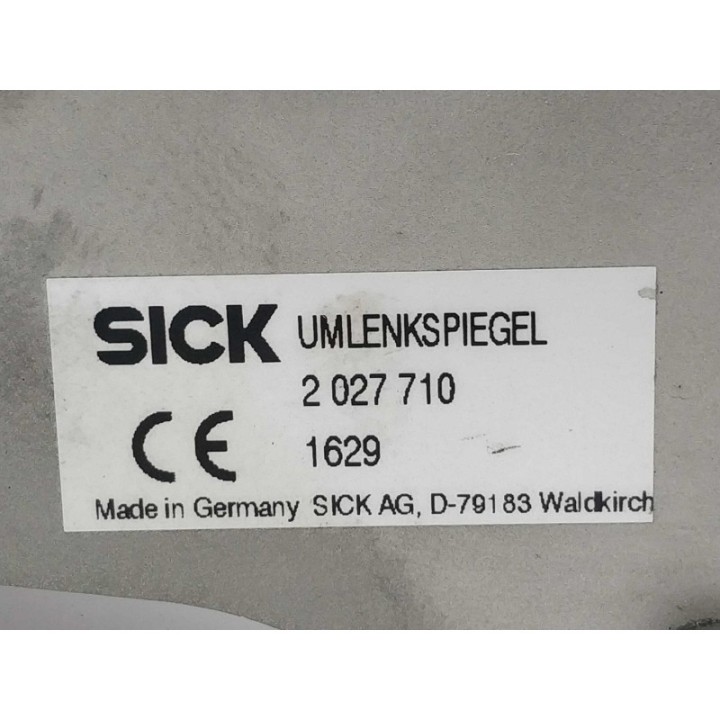 SICK UMLENKSPIEGEL
2 027 710
CE 1629
Made in Germany SICK AG, D-79183 Waldkirch